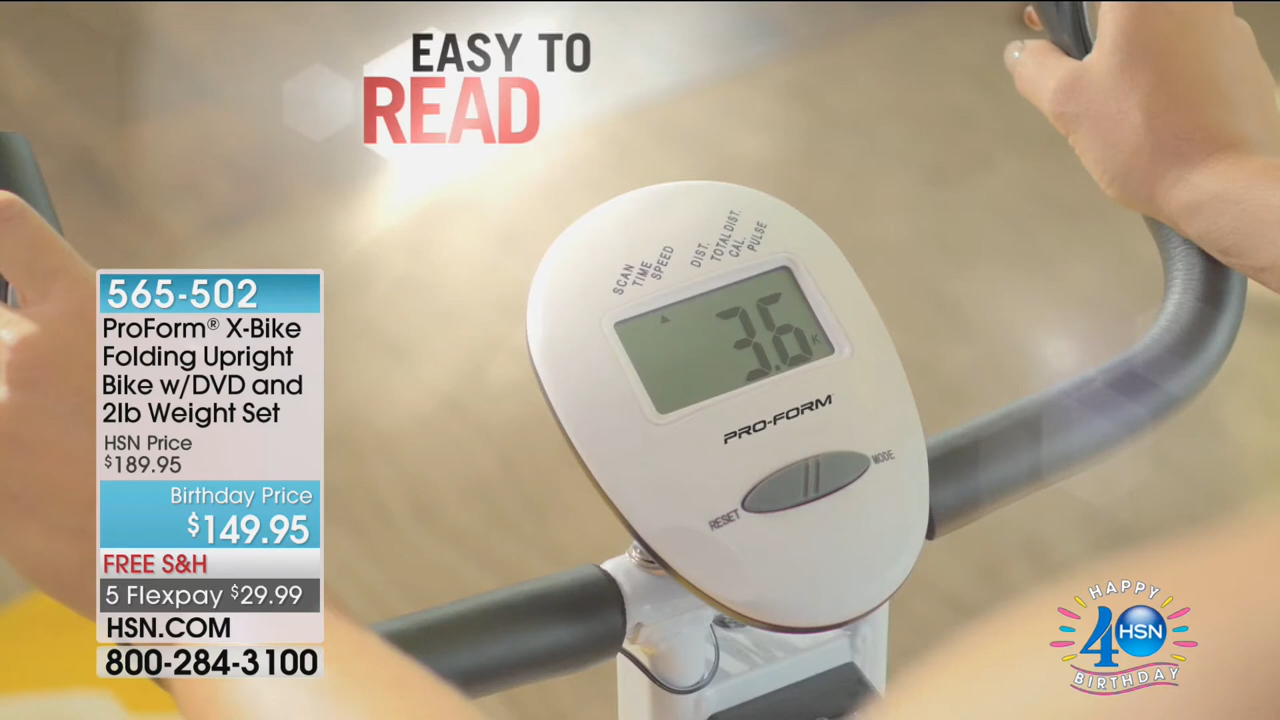 EASY TO
READ
565-502
ProForm® X-Bike
Folding Upright
Bike w/DVD and
2lb Weight Set
HSN Price
$189.95
Birthday Price
$149.95
FREE S&H
5 Flexpay $29.99
HSN.COM
800-284-3100
SCAN
TIME
SPEED
DIST.
TOTAL DIST.
CAL.
PULSE
3.6 K
PRO-FORM
MODE
RESET
HAPPY
40 HSN
BIRTHDAY